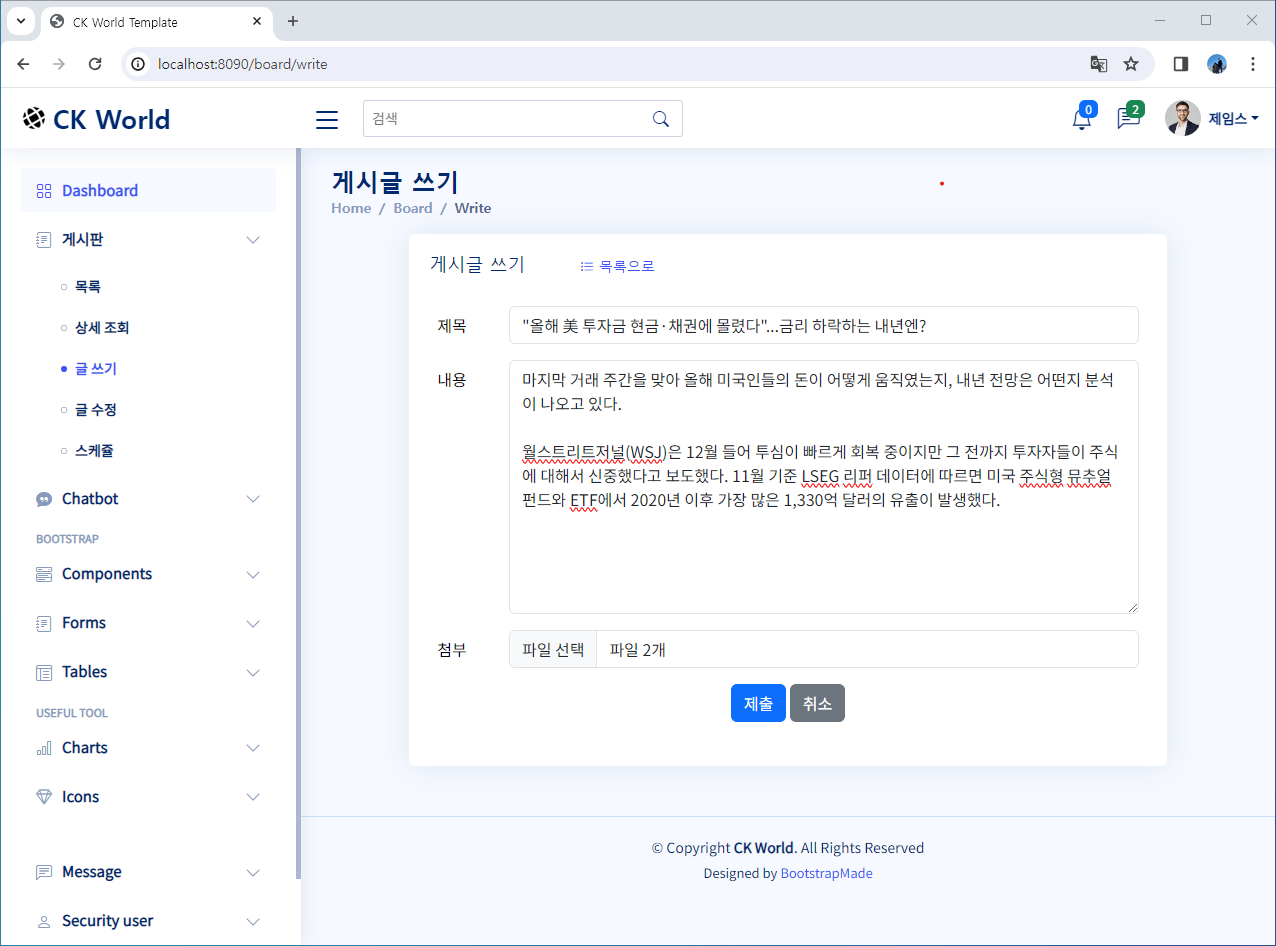 CK World Template
localhost:8090/board/write
CK World
검색
0
2
제임스
Dashboard
게시판
목록
상세 조회
글 쓰기
글 수정
스케쥴
Chatbot
BOOTSTRAP
Components
Forms
Tables
USEFUL TOOL
Charts
Icons
Message
Security user
게시글 쓰기
Home / Board / Write
게시글 쓰기
목록으로
제목
"올해 美 투자금 현금·채권에 몰렸다"...금리 하락하는 내년엔?
내용
마지막 거래 주간을 맞아 올해 미국인들의 돈이 어떻게 움직였는지, 내년 전망은 어떤지 분석
이 나오고 있다.
월스트리트저널(WSJ)은 12월 들어 투심이 빠르게 회복 중이지만 그 전까지 투자자들이 주식
에 대해서 신중했다고 보도했다. 11월 기준 LSEG 리퍼 데이터에 따르면 미국 주식형 뮤추얼
펀드와 ETF에서 2020년 이후 가장 많은 1,330억 달러의 유출이 발생했다.
첨부
파일 선택
파일 2개
제출
취소
© Copyright CK World. All Rights Reserved
Designed by BootstrapMade